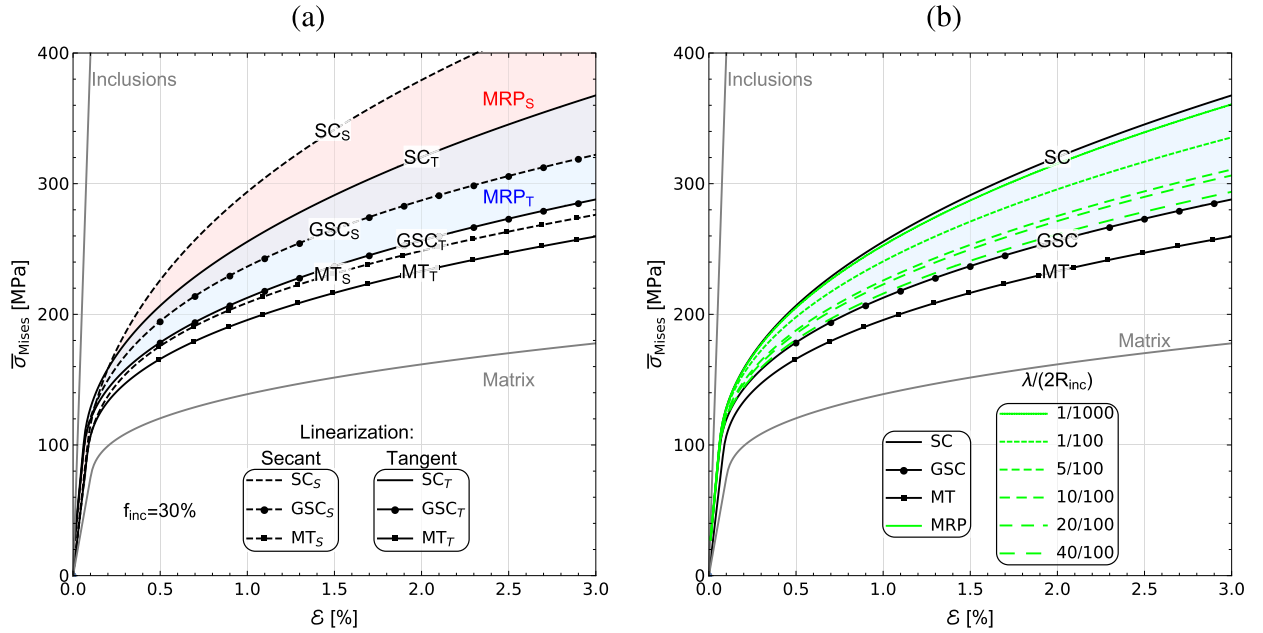 (a)
400
300
200
100
0
0.0 0.5 1.0 1.5 2.0 2.5 3.0
σ̅Mises [MPa]
ℰ [%]
Inclusions
MRPS
SCS
SCT
MRPT
GSCS
GSCT
MTS
MTT
Matrix
Linearization:
Secant Tangent
SCS SCT
GSCS GSCT
MTS MTT
finc=30%
(b)
400
300
200
100
0
0.0 0.5 1.0 1.5 2.0 2.5 3.0
σ̅Mises [MPa]
ℰ [%]
Inclusions
SC
GSC
MT
Matrix
λ/(2Rinc)
1/1000
1/100
5/100
10/100
20/100
40/100
SC
GSC
MT
MRP